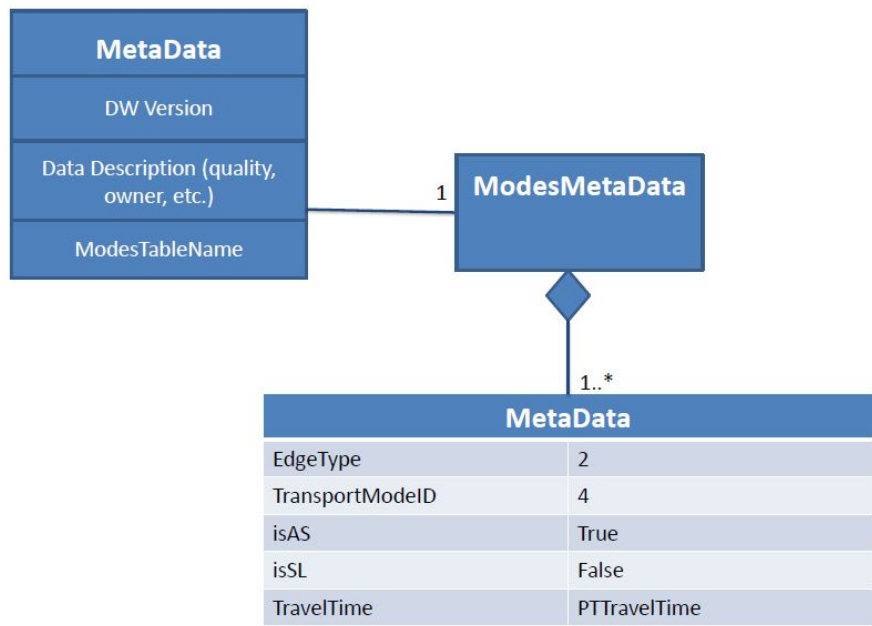 MetaData
DW Version
Data Description (quality,
owner, etc.)
ModesTableName
1
ModesMetaData
1..*
MetaData
EdgeType 2
TransportModeID 4
isAS True
isSL False
TravelTime PTTravelTime